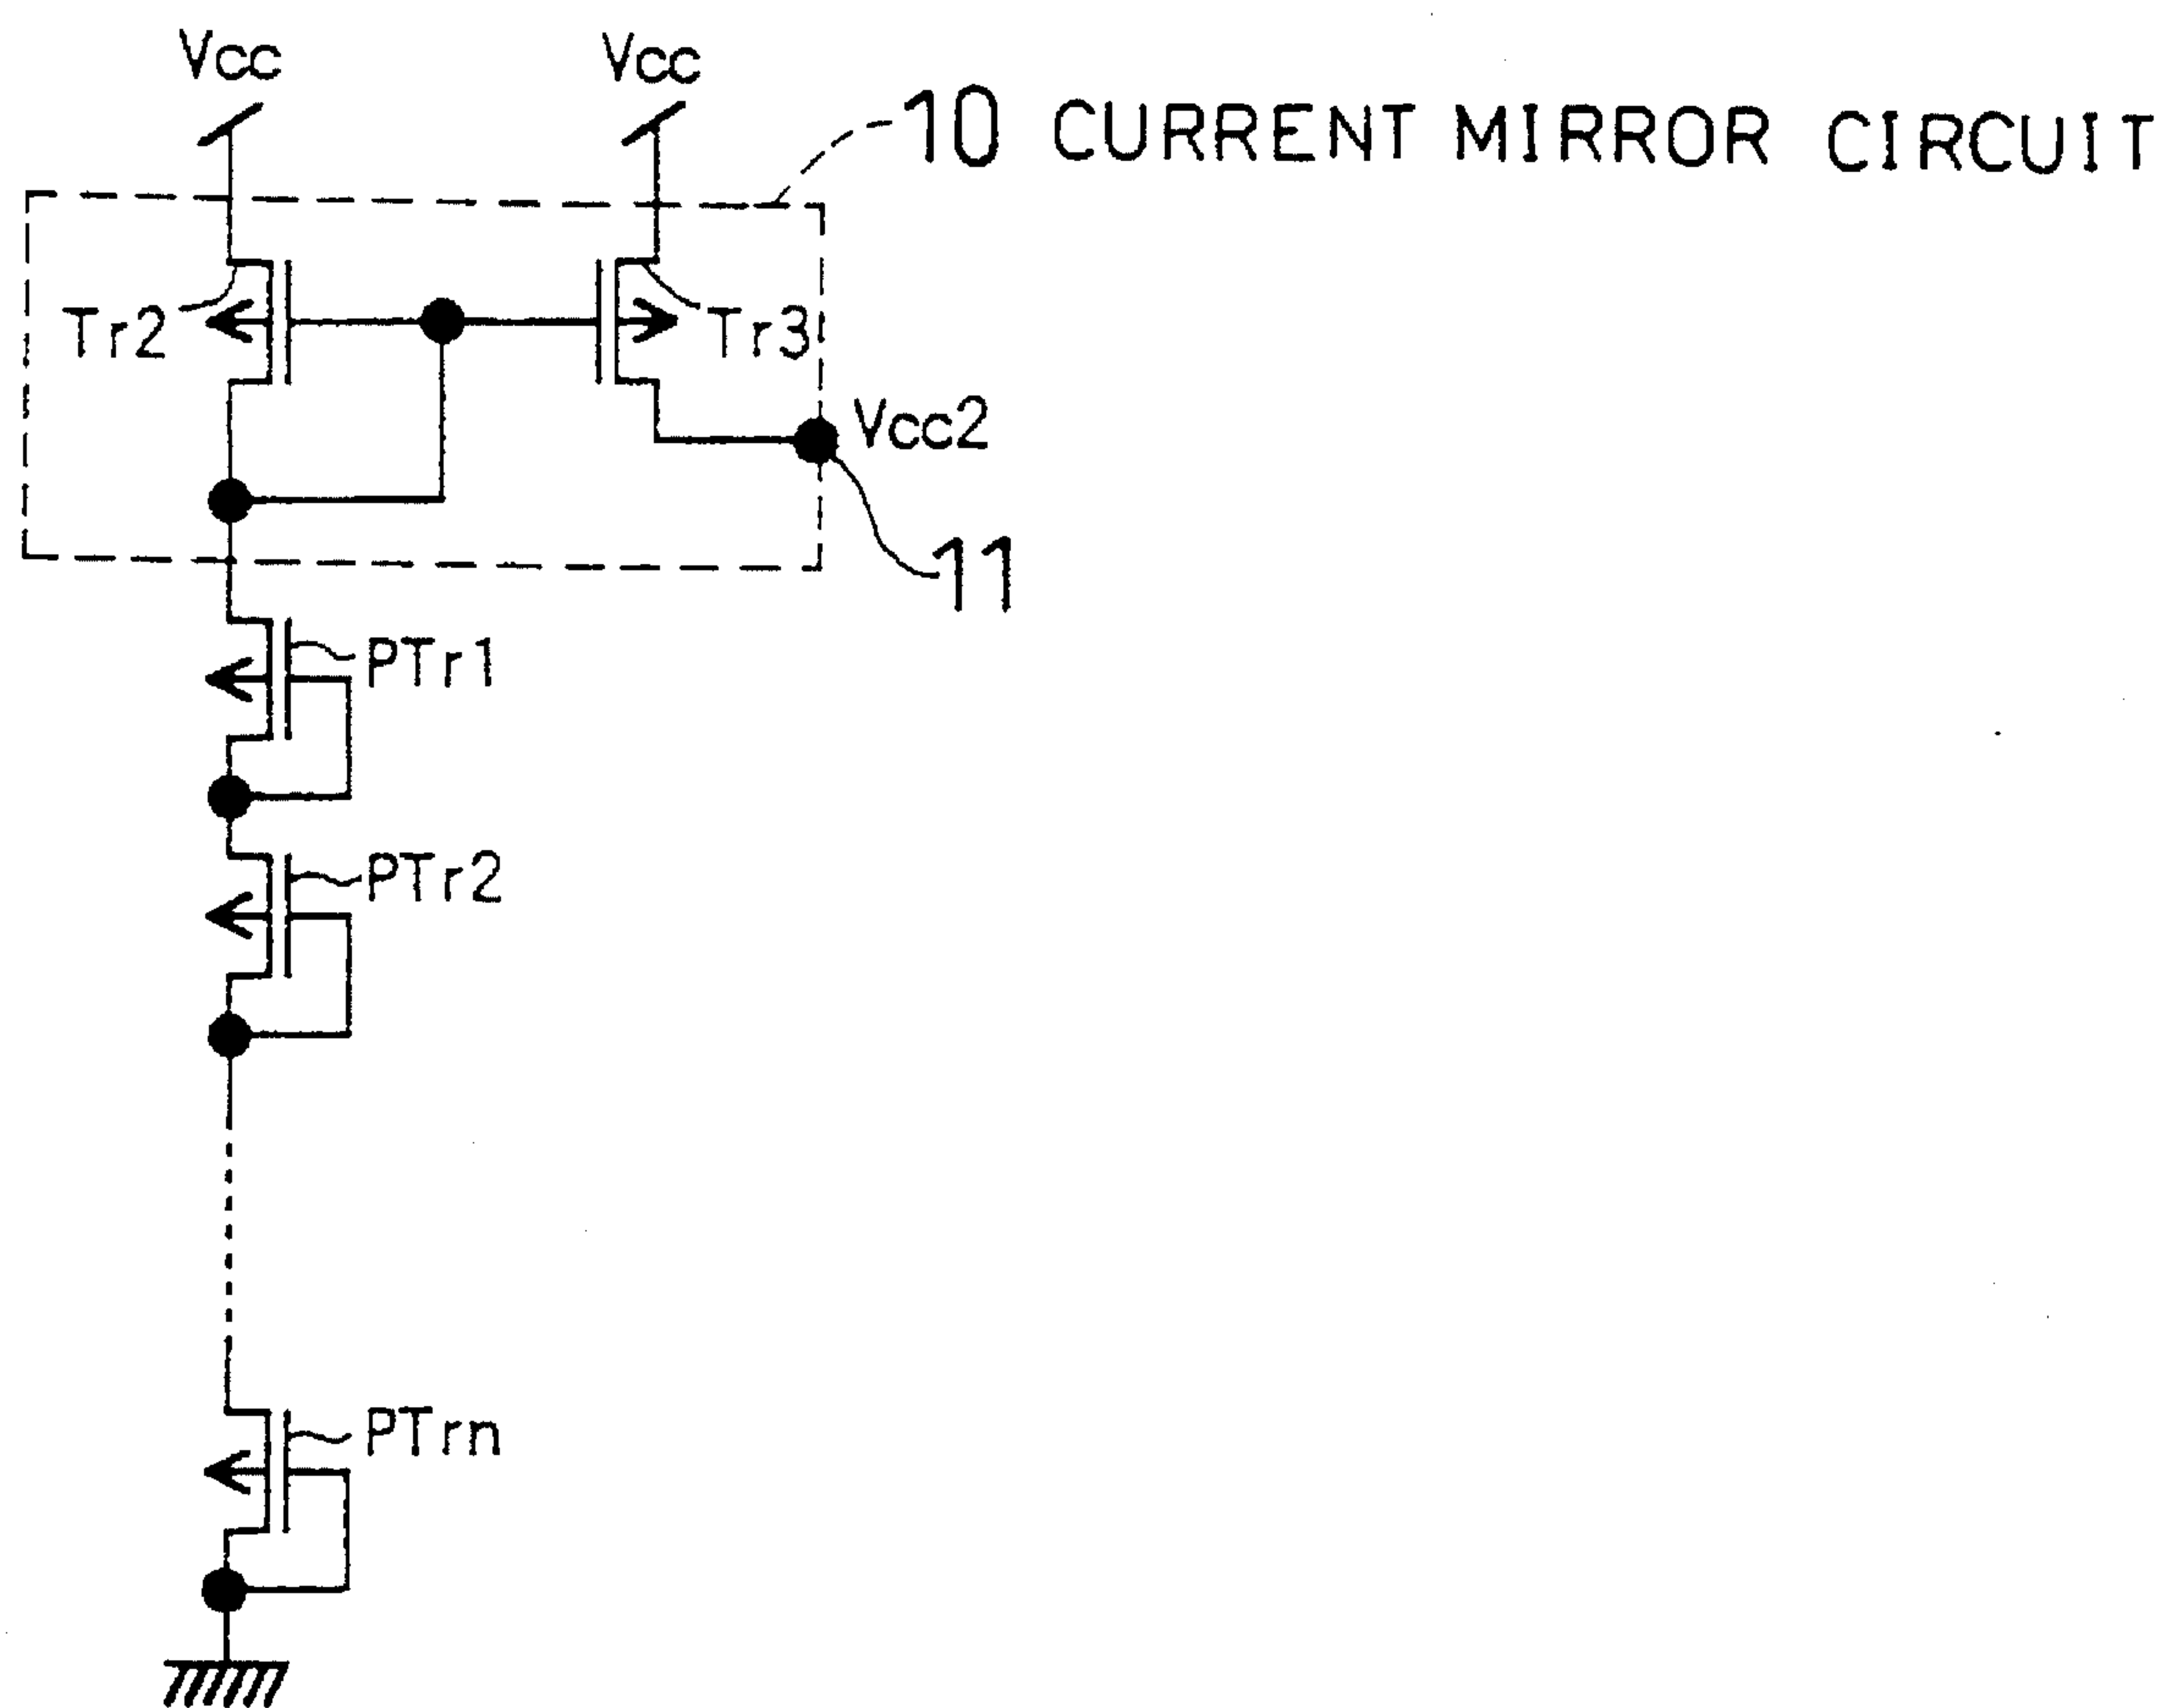 Vcc
Vcc
10 CURRENT MIRROR CIRCUIT
Tr2
Tr3
Vcc2
11
PTr1
PTr2
PTrn